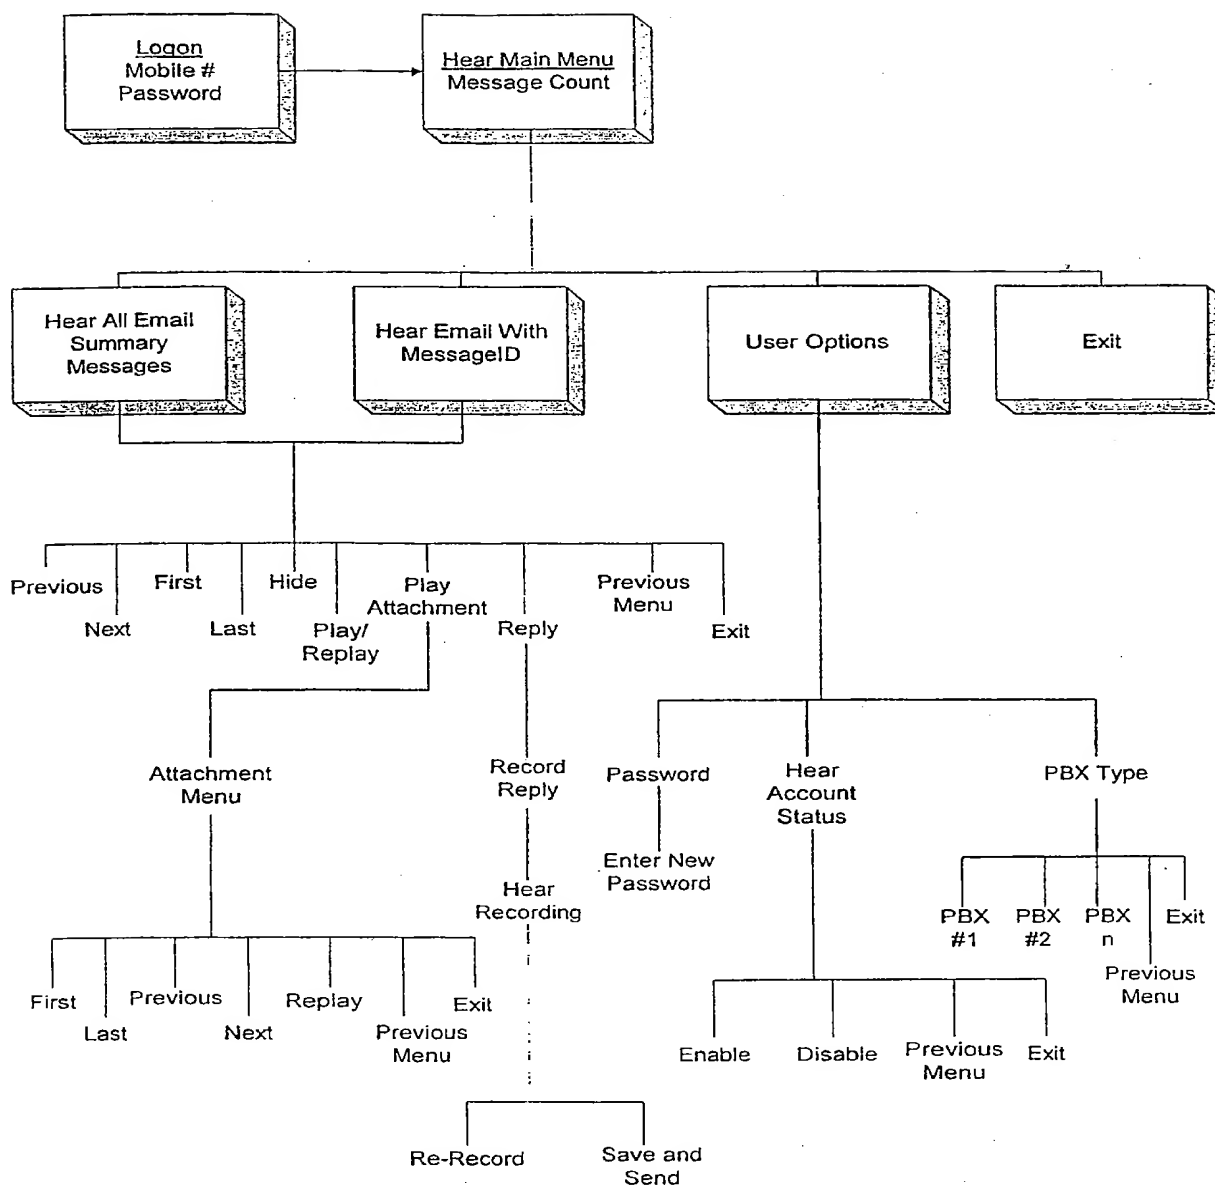 Logon
Mobile #
Password
Hear Main Menu
Message Count
Hear All Email
Summary
Messages
Hear Email With
MessageID
User Options
Exit
Previous
Next
First
Last
Hide
Play/
Replay
Play
Attachment
Reply
Previous
Menu
Exit
Attachment
Menu
Record
Reply
Password
Hear
Account
Status
PBX Type
Enter New
Password
Hear
Recording
PBX
#1
PBX
#2
PBX
n
Previous
Menu
Exit
First
Last
Previous
Next
Replay
Previous
Menu
Exit
Enable
Disable
Previous
Menu
Exit
Re-Record
Save and
Send